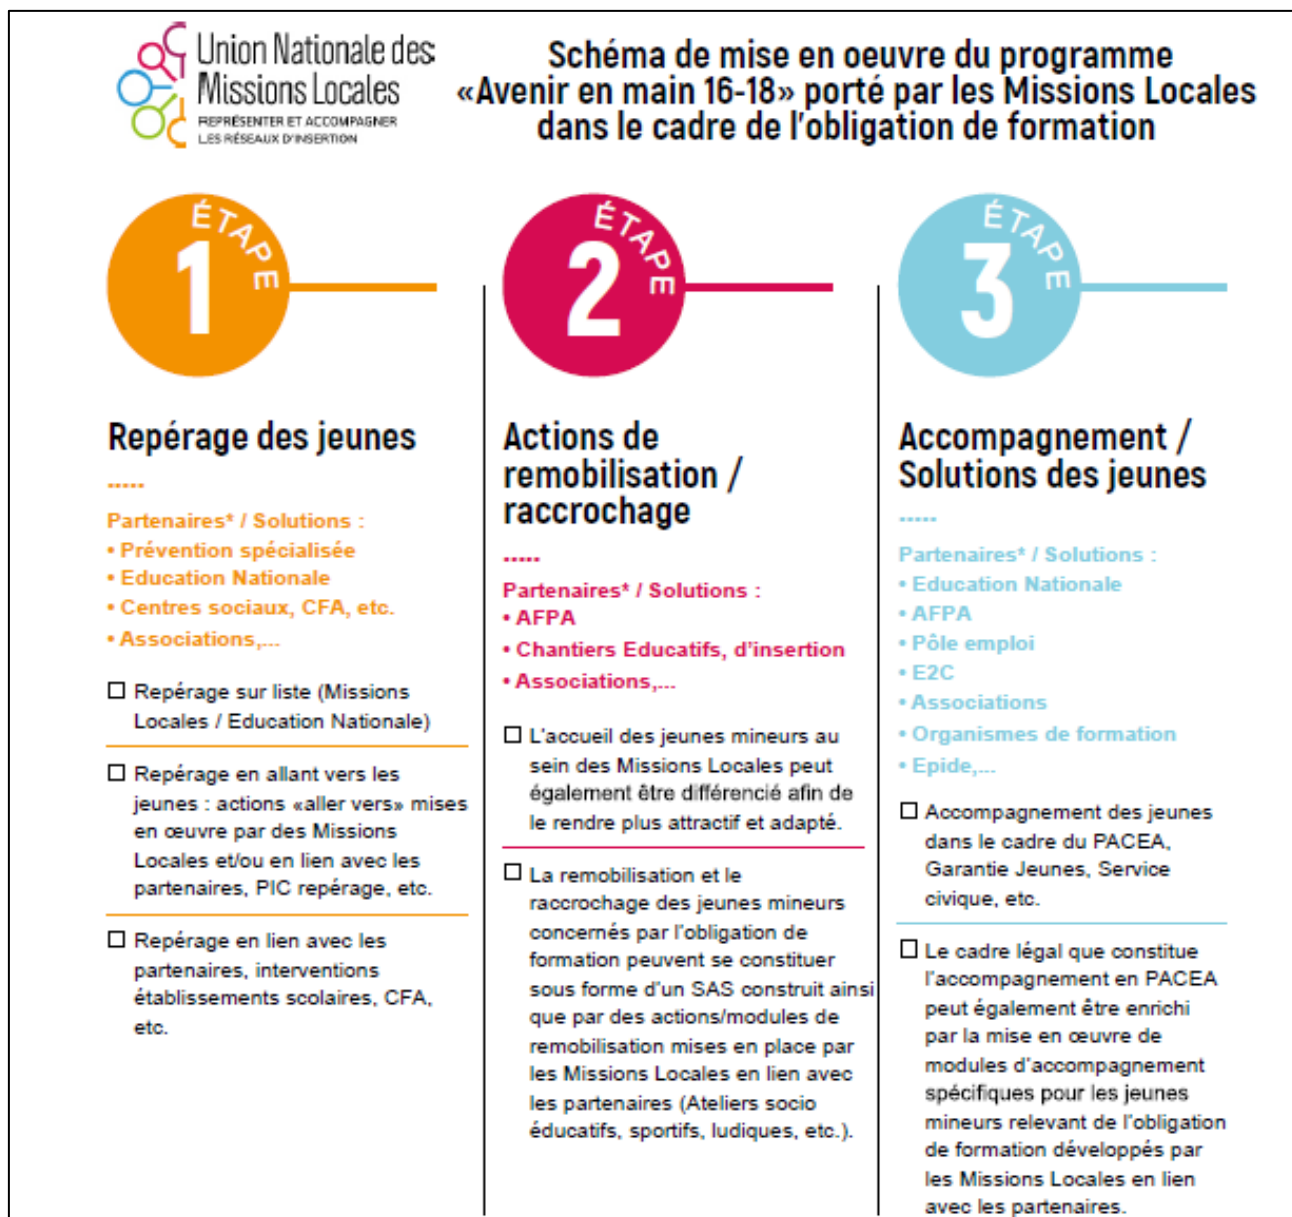 Union Nationale des
Missions Locales
REPRÉSENTER ET ACCOMPAGNER
LES RÉSEAUX D'INSERTION
Schéma de mise en oeuvre du programme
«Avenir en main 16-18» porté par les Missions Locales
dans le cadre de l'obligation de formation
ÉTAPE
1
Repérage des jeunes
.....
Partenaires* / Solutions :
• Prévention spécialisée
• Education Nationale
• Centres sociaux, CFA, etc.
• Associations,...
☐ Repérage sur liste (Missions
Locales / Education Nationale)
☐ Repérage en allant vers les
jeunes : actions «aller vers» mises
en œuvre par des Missions
Locales et/ou en lien avec les
partenaires, PIC repérage, etc.
☐ Repérage en lien avec les
partenaires, interventions
établissements scolaires, CFA,
etc.
ÉTAPE
2
Actions de
remobilisation /
raccrochage
.....
Partenaires* / Solutions :
• AFPA
• Chantiers Educatifs, d'insertion
• Associations,...
☐ L'accueil des jeunes mineurs au
sein des Missions Locales peut
également être différencié afin de
le rendre plus attractif et adapté.
☐ La remobilisation et le
raccrochage des jeunes mineurs
concernés par l'obligation de
formation peuvent se constituer
sous forme d'un SAS construit ainsi
que par des actions/modules de
remobilisation mises en place par
les Missions Locales en lien avec
les partenaires (Ateliers socio
éducatifs, sportifs, ludiques, etc.).
ÉTAPE
3
Accompagnement /
Solutions des jeunes
.....
Partenaires* / Solutions :
• Education Nationale
• AFPA
• Pôle emploi
• E2C
• Associations
• Organismes de formation
• Epide,...
☐ Accompagnement des jeunes
dans le cadre du PACEA,
Garantie Jeunes, Service
civique, etc.
☐ Le cadre légal que constitue
l'accompagnement en PACEA
peut également être enrichi
par la mise en œuvre de
modules d'accompagnement
spécifiques pour les jeunes
mineurs relevant de l'obligation
de formation développés par
les Missions Locales en lien
avec les partenaires.